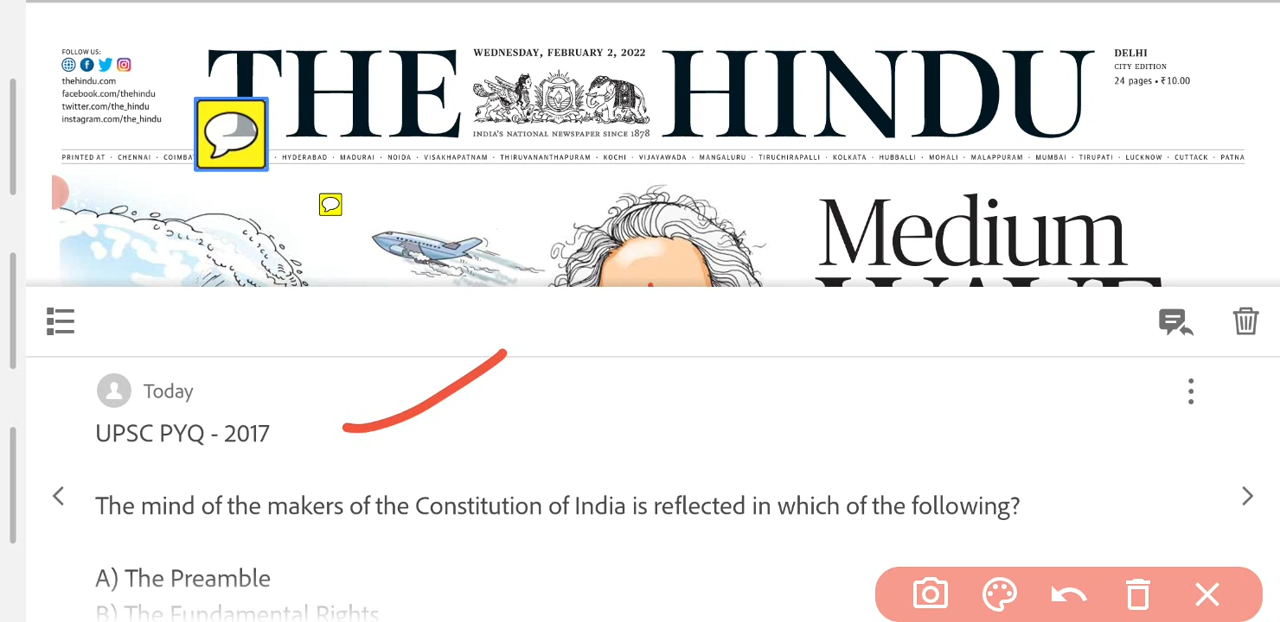 FOLLOW US:
thehindu.com
facebook.com/thehindu
twitter.com/the_hindu
instagram.com/the_hindu
THE HINDU
WEDNESDAY, FEBRUARY 2, 2022
INDIA'S NATIONAL NEWSPAPER SINCE 1878
DELHI
CITY EDITION
24 pages • ₹10.00
PRINTED AT · CHENNAI · COIMBA · HYDERABAD · MADURAI · NOIDA · VISAKHAPATNAM · THIRUVANANTHAPURAM · KOCHI · VIJAYAWADA · MANGALURU · TIRUCHIRAPALLI · KOLKATA · HUBBALLI · MOHALI · MALAPPURAM · MUMBAI · TIRUPATI · LUCKNOW · CUTTACK · PATNA
Medium
Today
UPSC PYQ - 2017
The mind of the makers of the Constitution of India is reflected in which of the following?
A) The Preamble
B) The Fundamental Rights